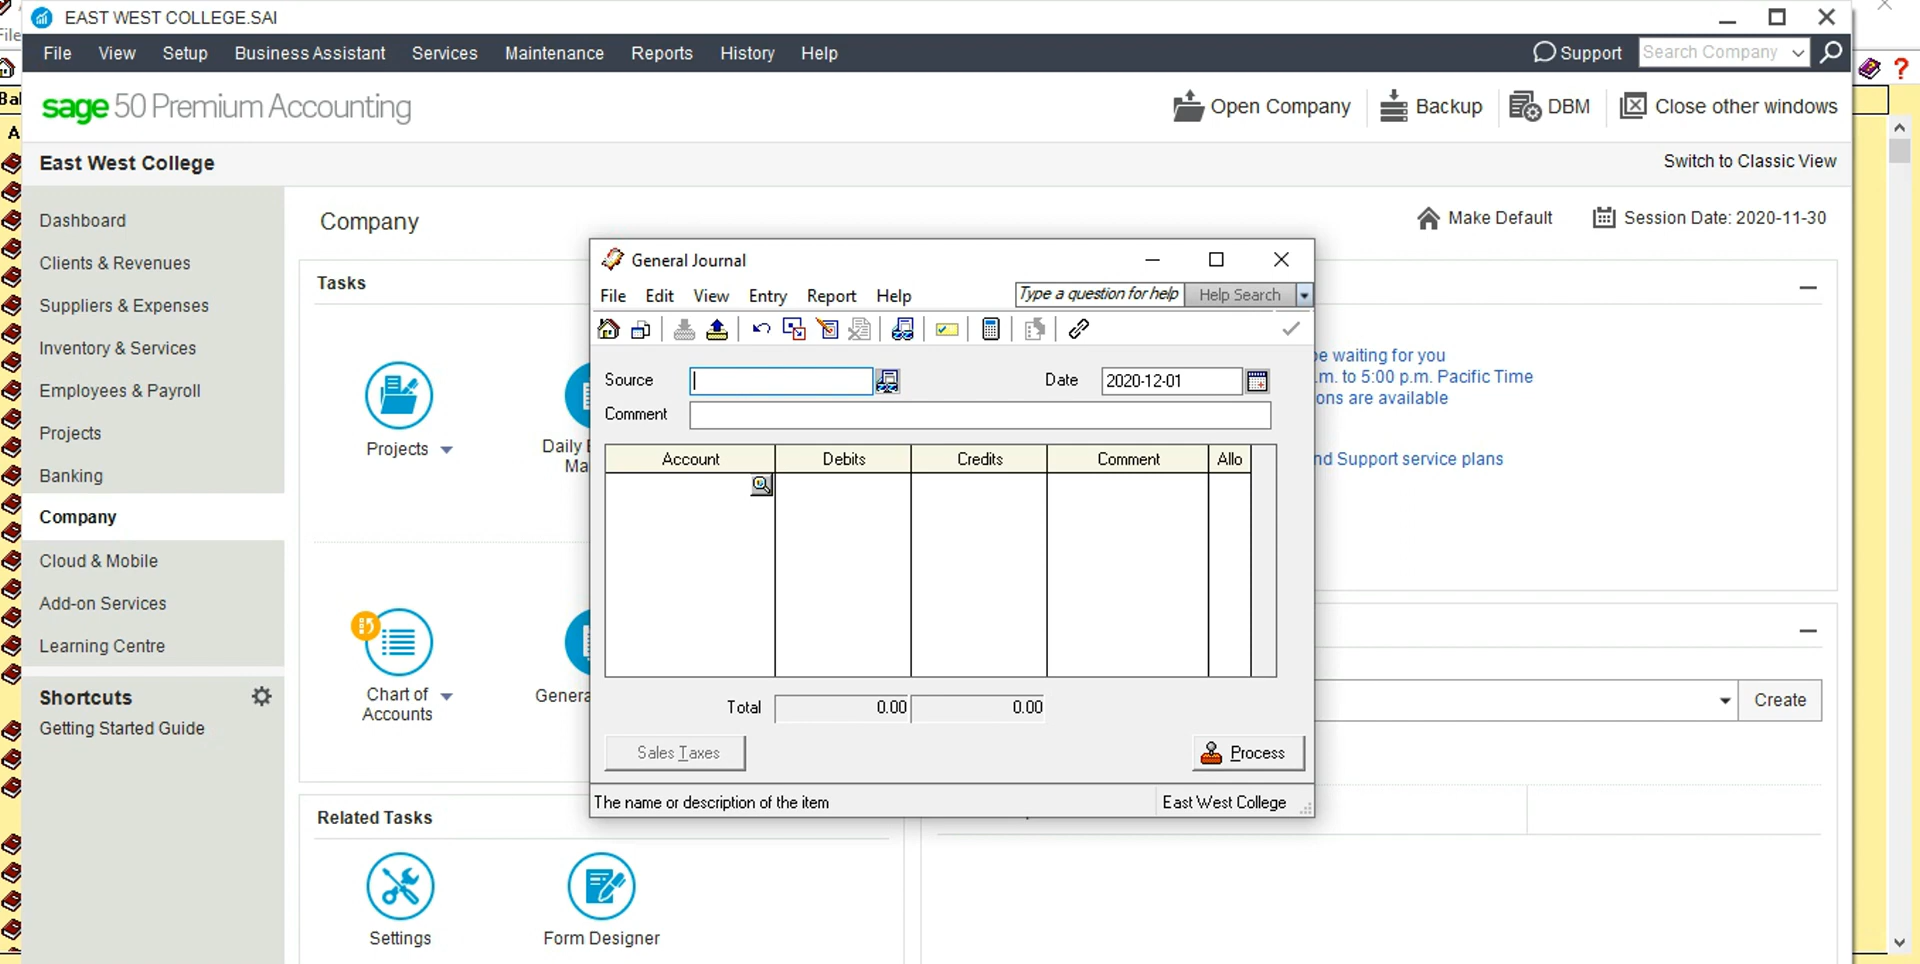 EAST WEST COLLEGE.SAI
File View Setup Business Assistant Services Maintenance Reports History Help Support Search Company
sage 50 Premium Accounting
Open Company Backup DBM Close other windows
East West College
Switch to Classic View
Dashboard
Clients & Revenues
Suppliers & Expenses
Inventory & Services
Employees & Payroll
Projects
Banking
Company
Cloud & Mobile
Add-on Services
Learning Centre
Shortcuts
Getting Started Guide
Company
Make Default Session Date: 2020-11-30
Tasks
Projects
Daily
Ma
Chart of
Accounts
Genera
Related Tasks
Settings
Form Designer
General Journal
File Edit View Entry Report Help Type a question for help Help Search
Source Date 2020-12-01
Comment
Account Debits Credits Comment Allo
Total 0.00 0.00
Sales Taxes Process
The name or description of the item East West College
be waiting for you
.m. to 5:00 p.m. Pacific Time
ons are available
nd Support service plans
Create
File
Bal
A